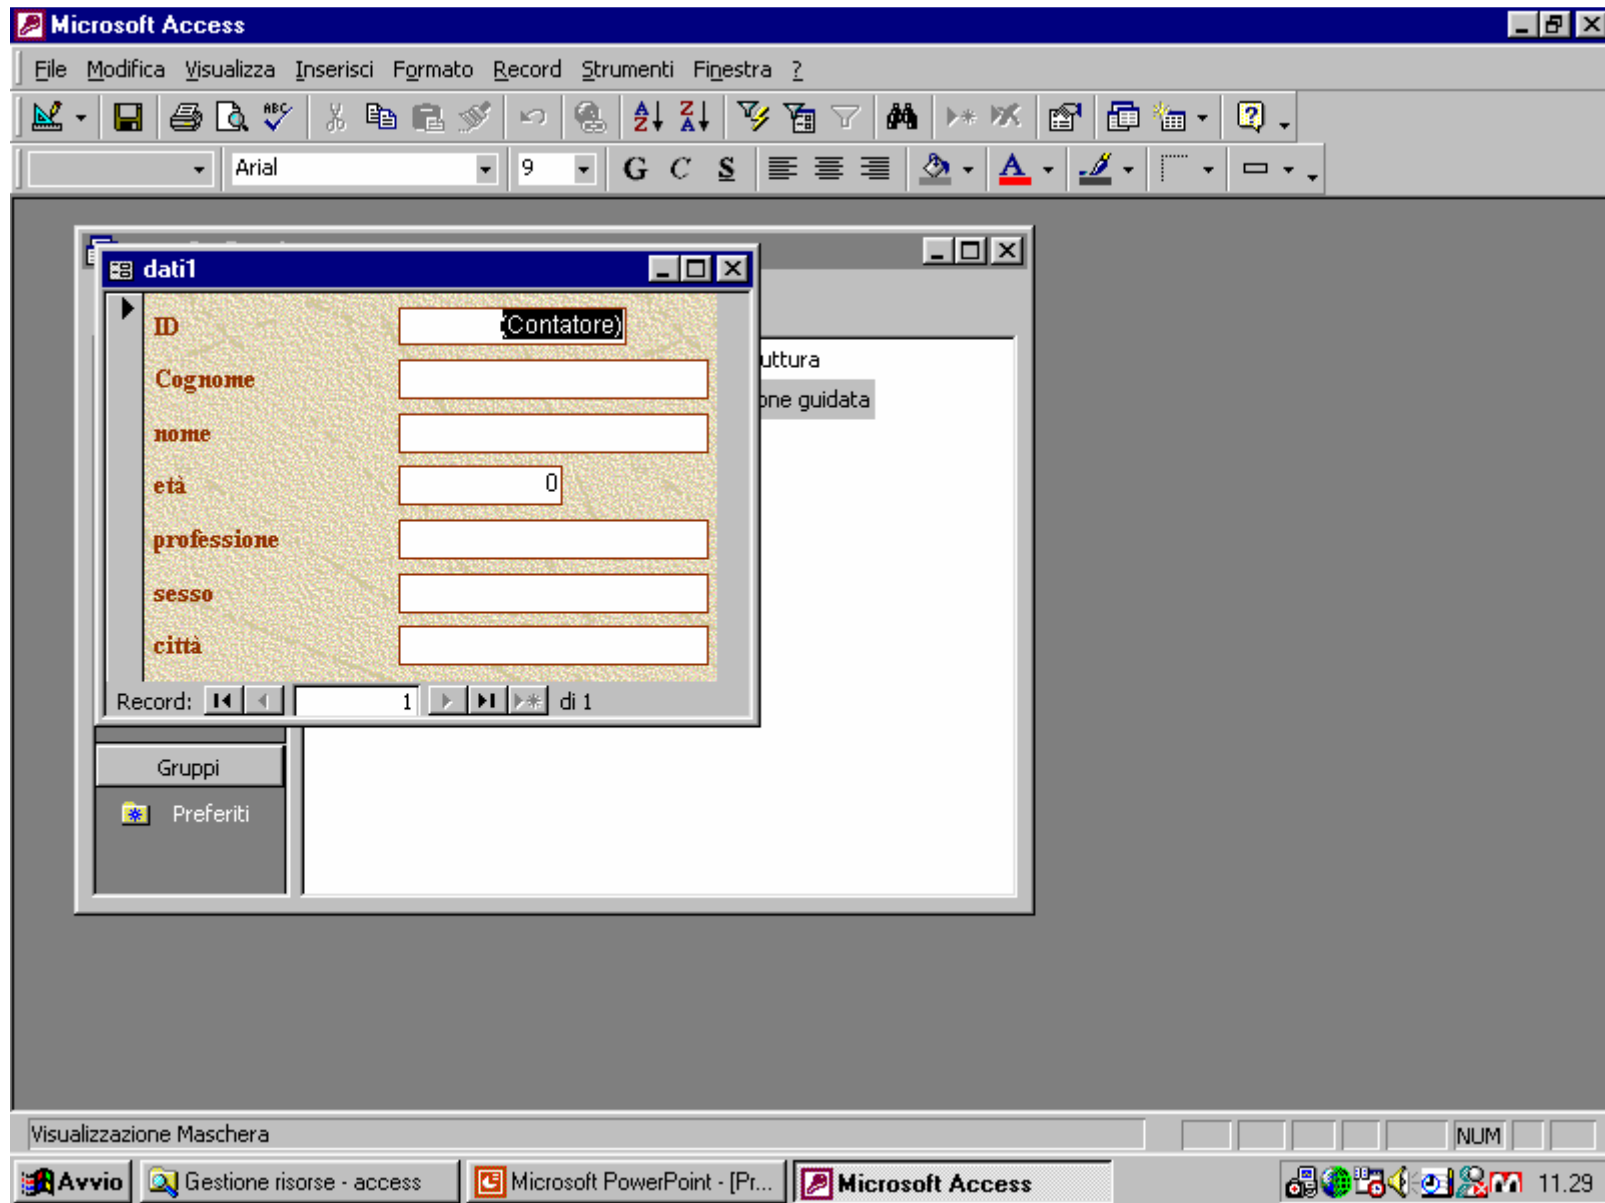 Microsoft Access
File Modifica Visualizza Inserisci Formato Record Strumenti Finestra ?
Arial 9 G C S
dati1
ID (Contatore)
uttura
Cognome
one guidata
nome
età 0
professione
sesso
città
Record: 1 di 1
Gruppi
Preferiti
Visualizzazione Maschera NUM
Avvio Gestione risorse - access Microsoft PowerPoint - [Pr... Microsoft Access 11.29